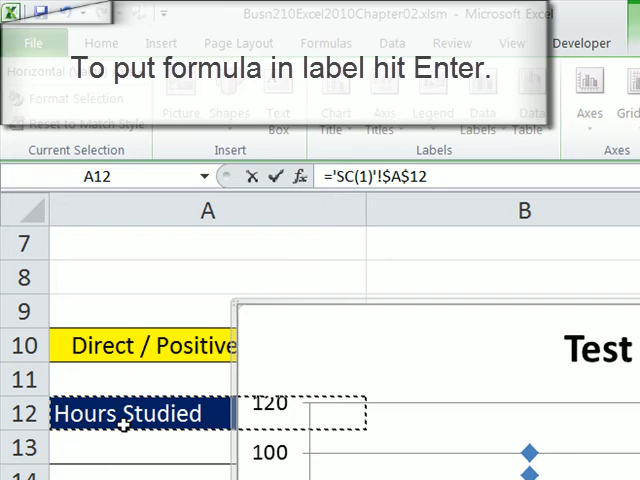 Busn210Excel2010Chapter02.xlsm - Microsoft Excel
File Home Insert Page Layout Formulas Data Review View Developer
To put formula in label hit Enter.
Format Selection
Reset to Match Style
Picture Shapes Text Box Chart Title Axis Titles Legend Data Labels Data Table Axes
Current Selection Insert Labels Axes
A12 fx ='SC(1)'!$A$12
A B
7
8
9
10 Direct / Positive
Test
11
12 Hours Studied 120
13 100
14